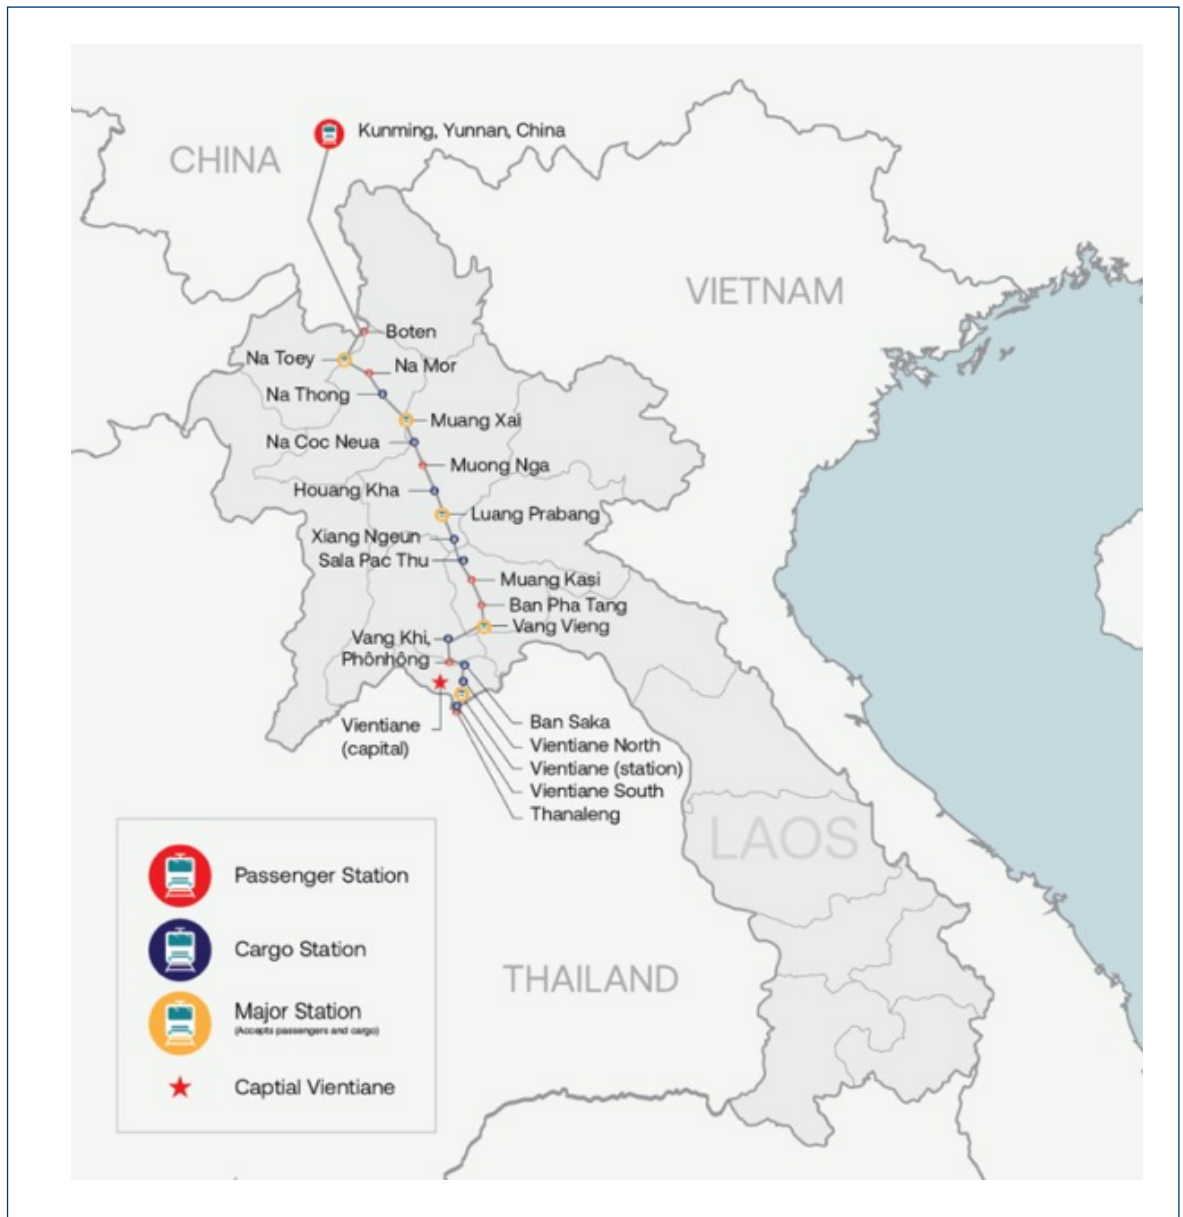 Kunming, Yunnan, China
CHINA
VIETNAM
Boten
Na Toey
Na Mor
Na Thong
Muang Xai
Na Coc Neua
Muong Nga
Houang Kha
Luang Prabang
Xiang Ngeun
Sala Pac Thu
Muang Kasi
Ban Pha Tang
Vang Vieng
Vang Khi,
Phônhông
Vientiane
(capital)
Ban Saka
Vientiane North
Vientiane (station)
Vientiane South
Thanaleng
LAOS
THAILAND
Passenger Station
Cargo Station
Major Station
(Accepts passengers and cargo)
Captial Vientiane